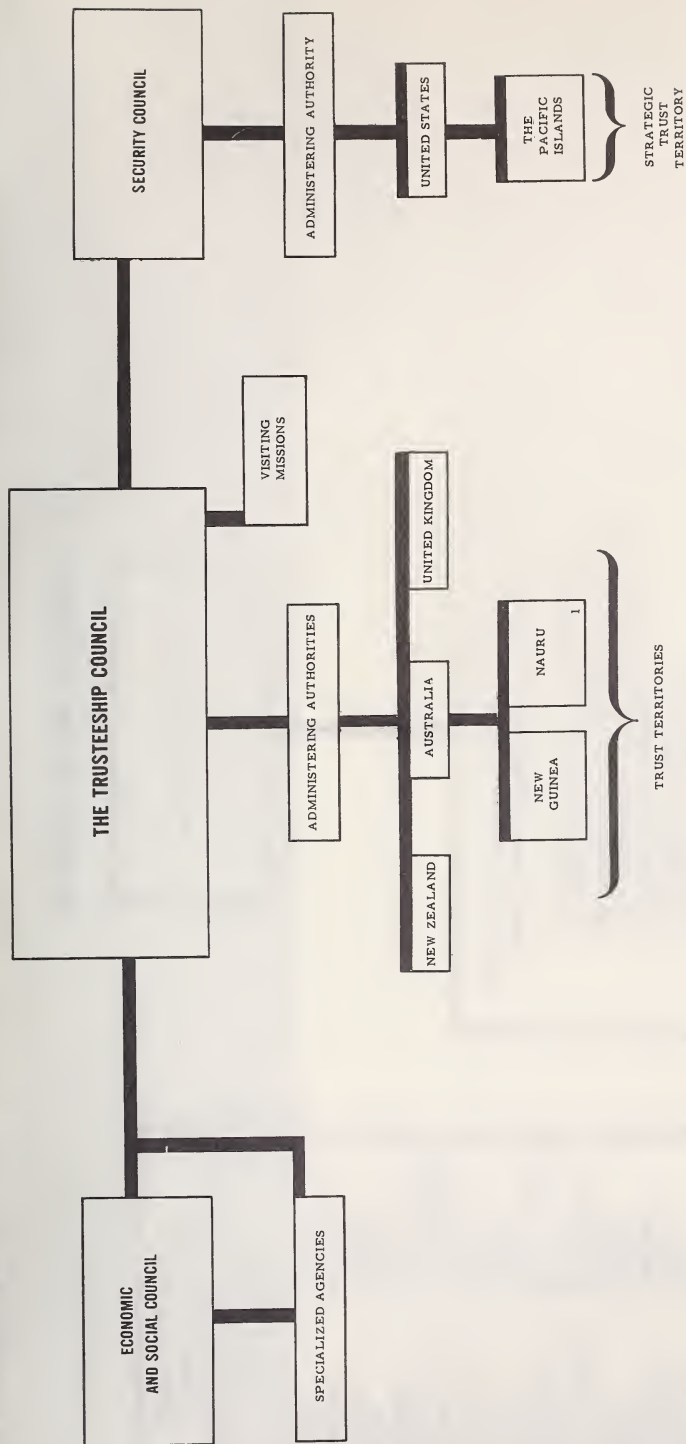 THE TRUSTEESHIP COUNCIL
ECONOMIC
AND SOCIAL COUNCIL
SECURITY COUNCIL
SPECIALIZED AGENCIES
VISITING
MISSIONS
ADMINISTERING AUTHORITIES
ADMINISTERING AUTHORITY
NEW ZEALAND
AUSTRALIA
UNITED KINGDOM
UNITED STATES
NEW
GUINEA
NAURU
1
THE
PACIFIC
ISLANDS
TRUST TERRITORIES
STRATEGIC
TRUST
TERRITORY